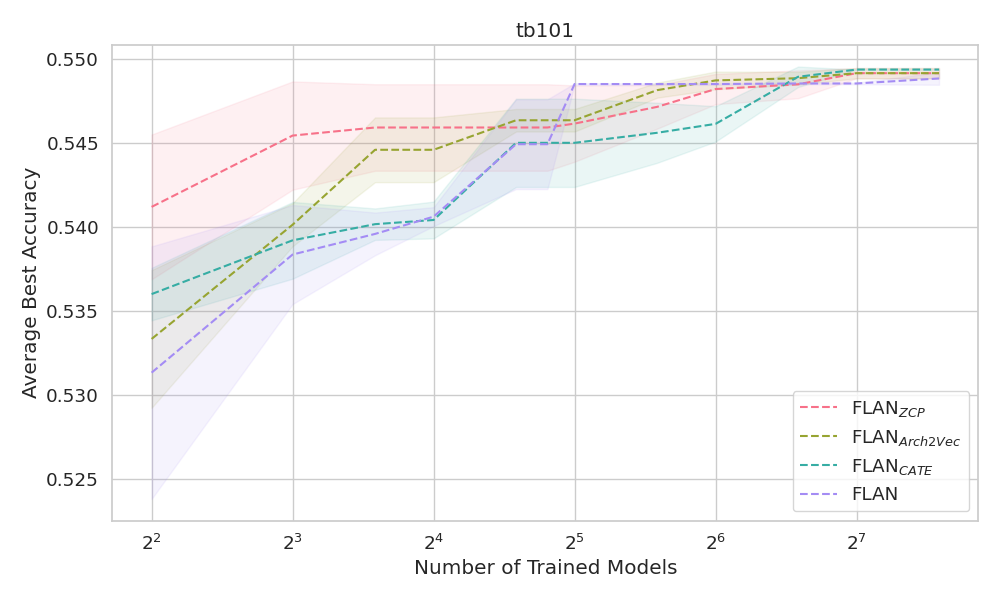 tb101
Average Best Accuracy
0.550
0.545
0.540
0.535
0.530
0.525
2^2 2^3 2^4 2^5 2^6 2^7
Number of Trained Models
FLAN_ZCP
FLAN_Arch2Vec
FLAN_CATE
FLAN